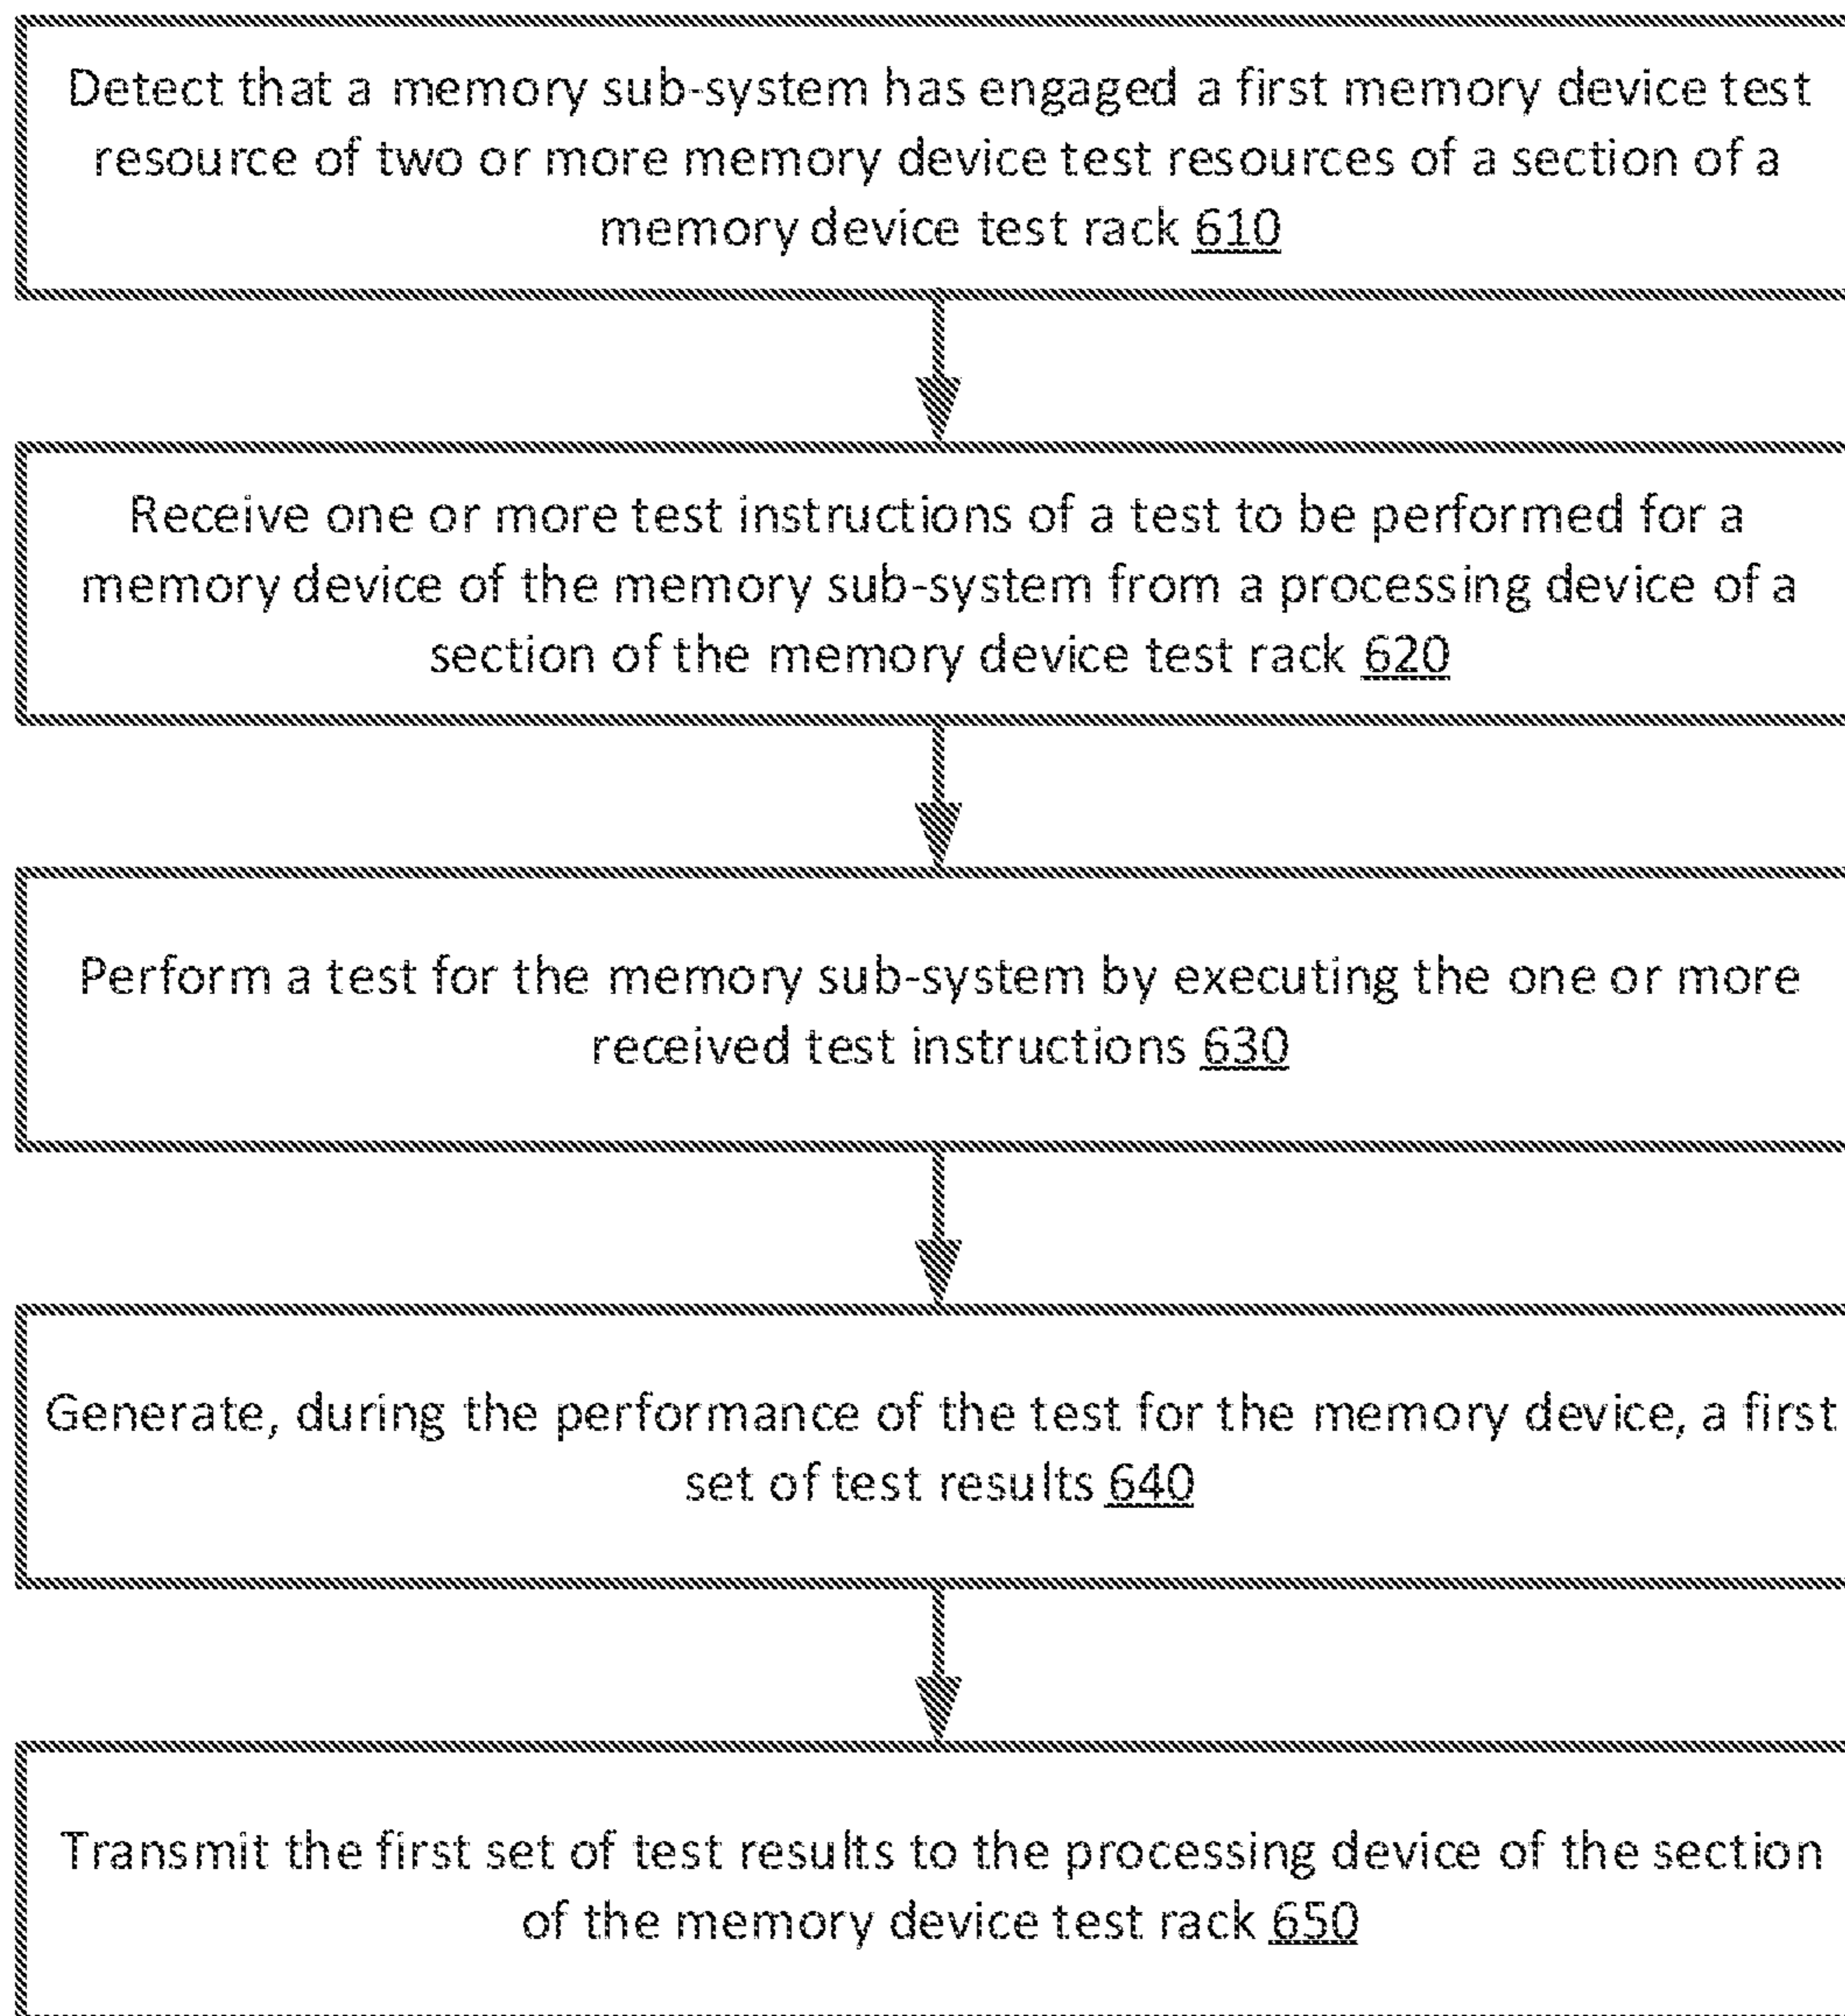 Detect that a memory sub-system has engaged a first memory device test
resource of two or more memory device test resources of a section of a
memory device test rack 610
Receive one or more test instructions of a test to be performed for a
memory device of the memory sub-system from a processing device of a
section of the memory device test rack 620
Perform a test for the memory sub-system by executing the one or more
received test instructions 630
Generate, during the performance of the test for the memory device, a first
set of test results 640
Transmit the first set of test results to the processing device of the section
of the memory device test rack 650